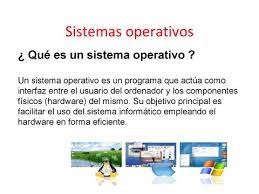 Sistemas operativos
¿ Qué es un sistema operativo ?
Un sistema operativo es un programa que actúa como
interfaz entre el usuario del ordenador y los componentes
físicos (hardware) del mismo. Su objetivo principal es
facilitar el uso del sistema informático empleando el
hardware en forma eficiente.